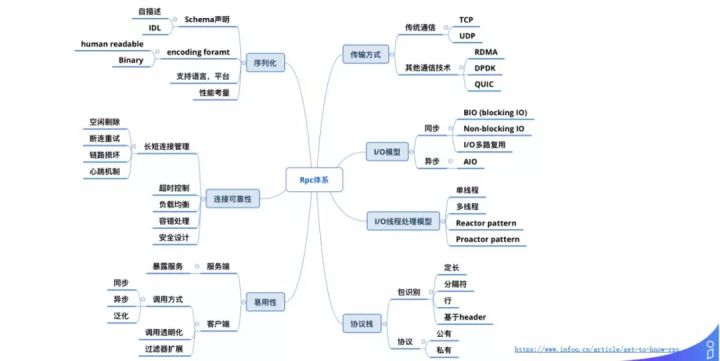 Rpc体系
序列化
Schema声明
自描述
IDL
encoding foramt
human readable
Binary
支持语言，平台
性能考量
连接可靠性
长短连接管理
空闲剔除
断连重试
链路损坏
心跳机制
超时控制
负载均衡
容错处理
安全设计
易用性
服务端
暴露服务
客户端
调用方式
同步
异步
泛化
调用透明化
过滤器扩展
传输方式
传统通信
TCP
UDP
其他通信技术
RDMA
DPDK
QUIC
I/O模型
同步
BIO (blocking IO)
Non-blocking IO
I/O多路复用
异步
AIO
I/O线程处理模型
单线程
多线程
Reactor pattern
Proactor pattern
协议栈
包识别
定长
分隔符
行
基于header
协议
公有
私有
https://www.infoq.cn/article/get-to-know-rpc